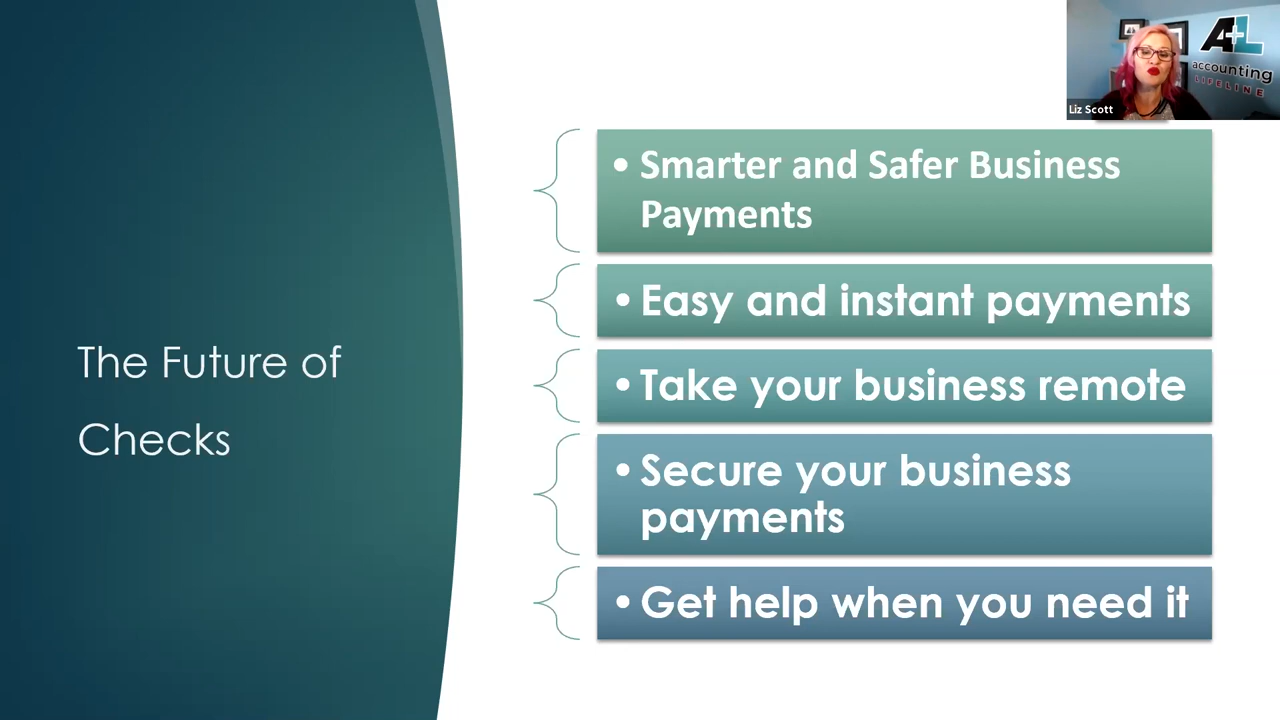 A+L
accounting
LIFELINE
Liz Scott
The Future of
Checks
• Smarter and Safer Business
Payments
• Easy and instant payments
• Take your business remote
• Secure your business
payments
• Get help when you need it